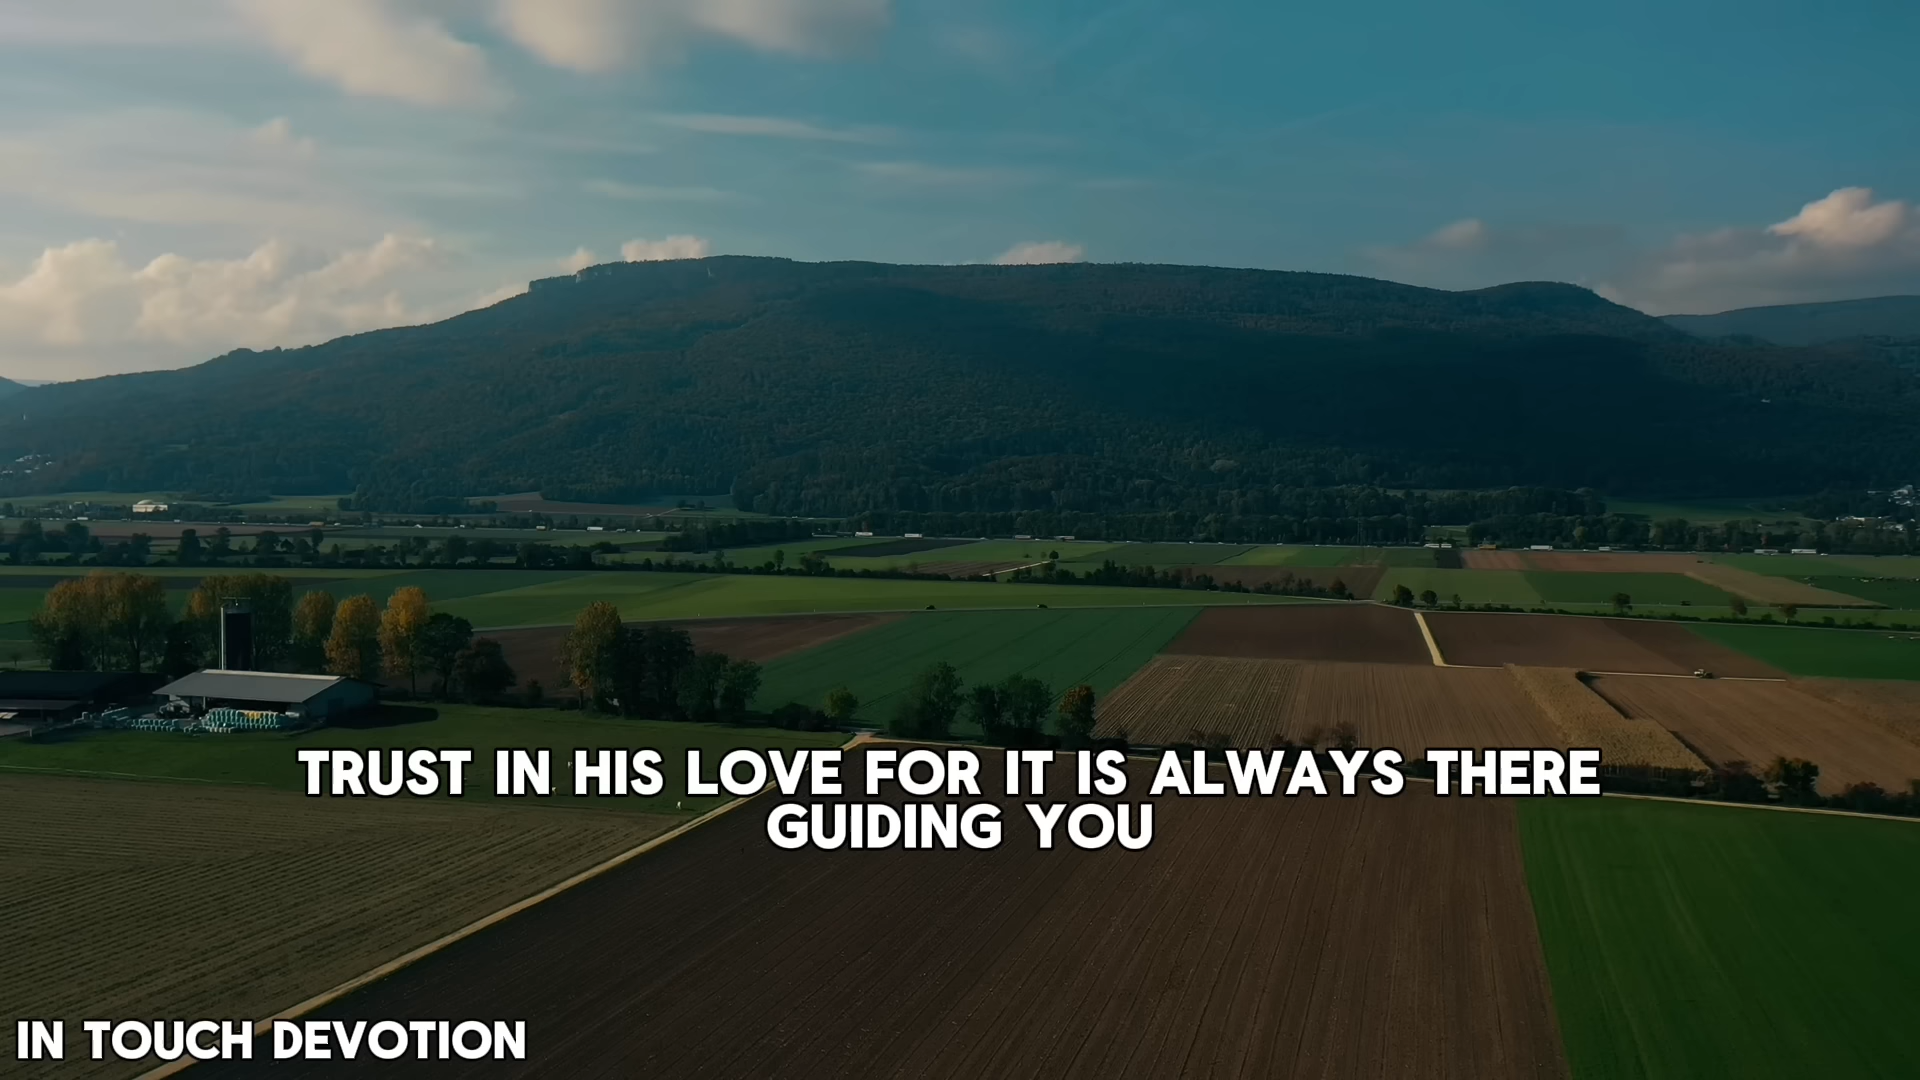 TRUST IN HIS LOVE FOR IT IS ALWAYS THERE
GUIDING YOU
IN TOUCH DEVOTION